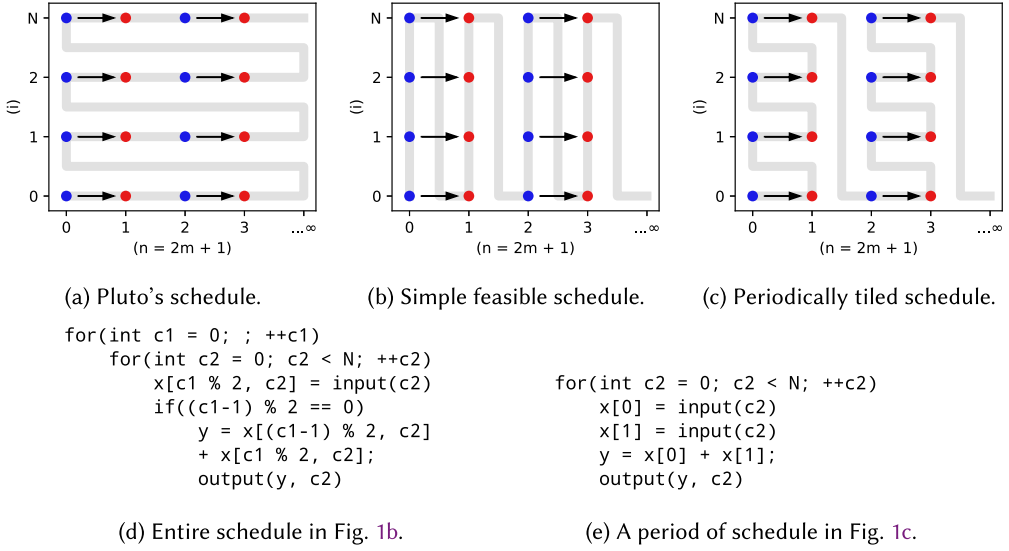 N
2
1
0
(i)
0 1 2 3 ...∞
(n = 2m + 1)
N
2
1
0
(i)
0 1 2 3 ...∞
(n = 2m + 1)
N
2
1
0
(i)
0 1 2 3 ...∞
(n = 2m + 1)
(a) Pluto's schedule.
(b) Simple feasible schedule.
(c) Periodically tiled schedule.
for(int c1 = 0; ; ++c1)
    for(int c2 = 0; c2 < N; ++c2)
        x[c1 % 2, c2] = input(c2)
        if((c1-1) % 2 == 0)
            y = x[(c1-1) % 2, c2]
            + x[c1 % 2, c2];
            output(y, c2)
(d) Entire schedule in Fig. 1b.
for(int c2 = 0; c2 < N; ++c2)
    x[0] = input(c2)
    x[1] = input(c2)
    y = x[0] + x[1];
    output(y, c2)
(e) A period of schedule in Fig. 1c.